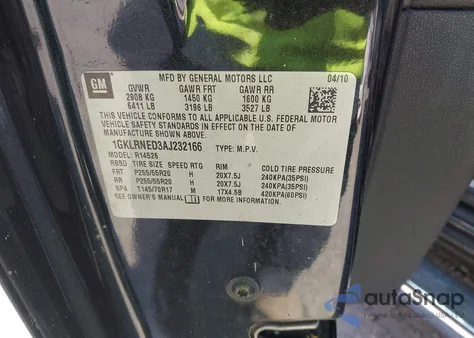 GM
MFD BY GENERAL MOTORS LLC 04/10
GVWR GAWR FRT GAWR RR
2908 KG 1450 KG 1600 KG
6411 LB 3196 LB 3527 LB
THIS VEHICLE CONFORMS TO ALL APPLICABLE U.S. FEDERAL MOTOR
VEHICLE SAFETY STANDARDS IN EFFECT ON THE DATE OF
MANUFACTURE SHOWN ABOVE.
1GKLRNED3AJ232166 TYPE: M.P.V.
MODEL: R14526
TIRE SIZE SPEED RTG RIM COLD TIRE PRESSURE
FRT P255/55R20 H 20X7.5J 240KPA(35PSI)
RR P255/55R20 H 20X7.5J 240KPA(35PSI)
SPA T145/70R17 M 17X4.5B 420KPA(60PSI)
SEE OWNER'S MANUAL FOR MORE INFORMATION.
autoSnap